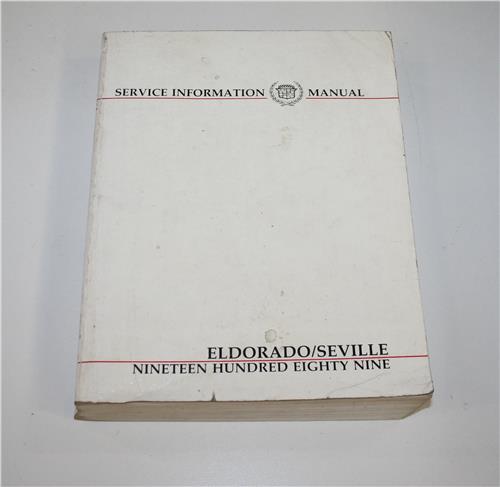 SERVICE INFORMATION MANUAL
ELDORADO/SEVILLE
NINETEEN HUNDRED EIGHTY NINE